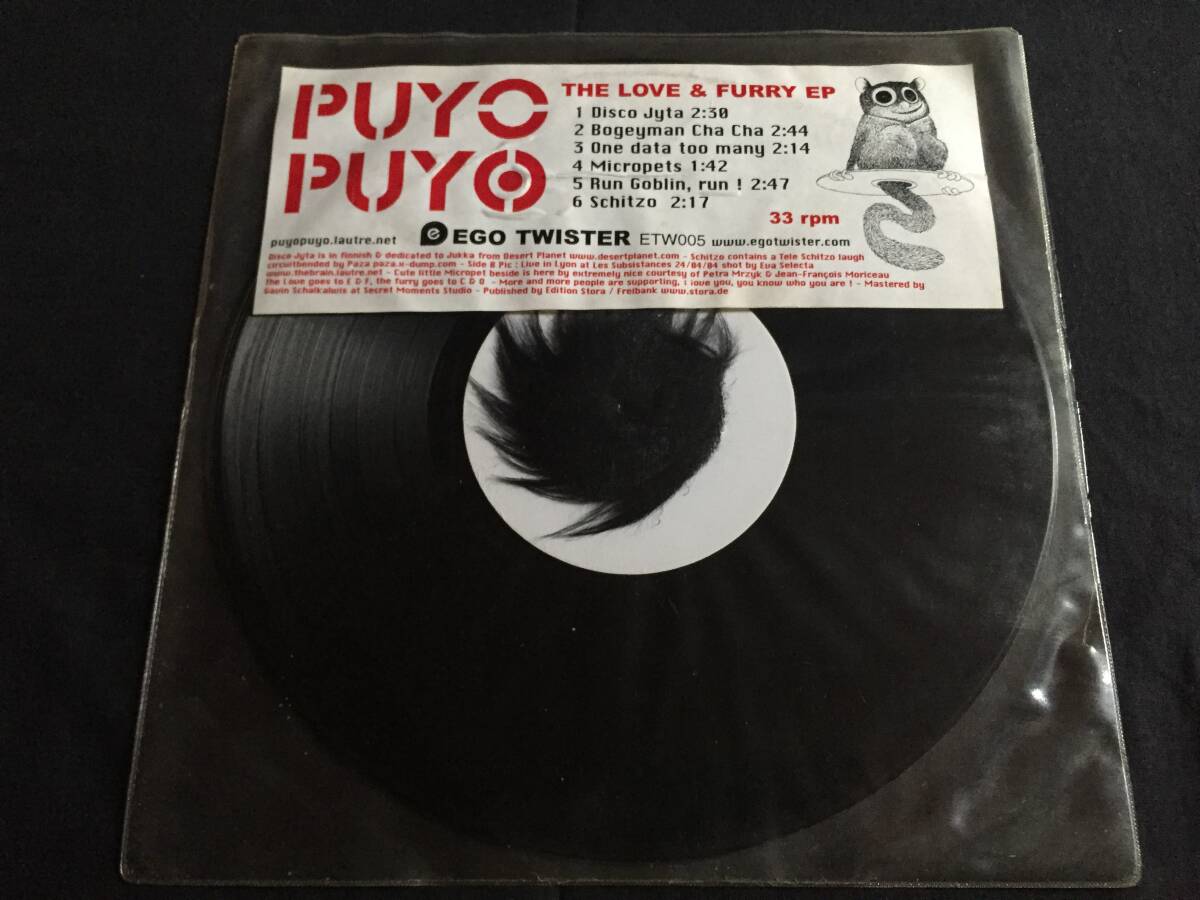 PUYO
PUYO
THE LOVE & FURRY EP
1 Disco Jyta 2:30
2 Bogeyman Cha Cha 2:44
3 One data too many 2:14
4 Micropets 1:42
5 Run Goblin, run ! 2:47
6 Schitzo 2:17
33 rpm
puyopuyo.lautre.net
e EGO TWISTER ETW005 www.egotwister.com
Disco Jyta is in finnish & dedicated to Jukka from Desert Planet www.desertplanet.com - Schitzo contains a Tele Schitzo laugh
circuitbended by Paza paza.x-dump.com - Side B Pic : Live in Lyon at Les Subsistances 24/04/04 shot by Eva Selecta
www.thebrain.lautre.net - Cute little Micropet beside is here by extremely nice courtesy of Petra Mrzyk & Jean-François Moriceau
the Love goes to E & F, the furry goes to C & O - More and more people are supporting, i love you, you know who you are ! - Mastered by
at Secret Moments Studio - Published by Edition Stora / Freibank www.stora.de